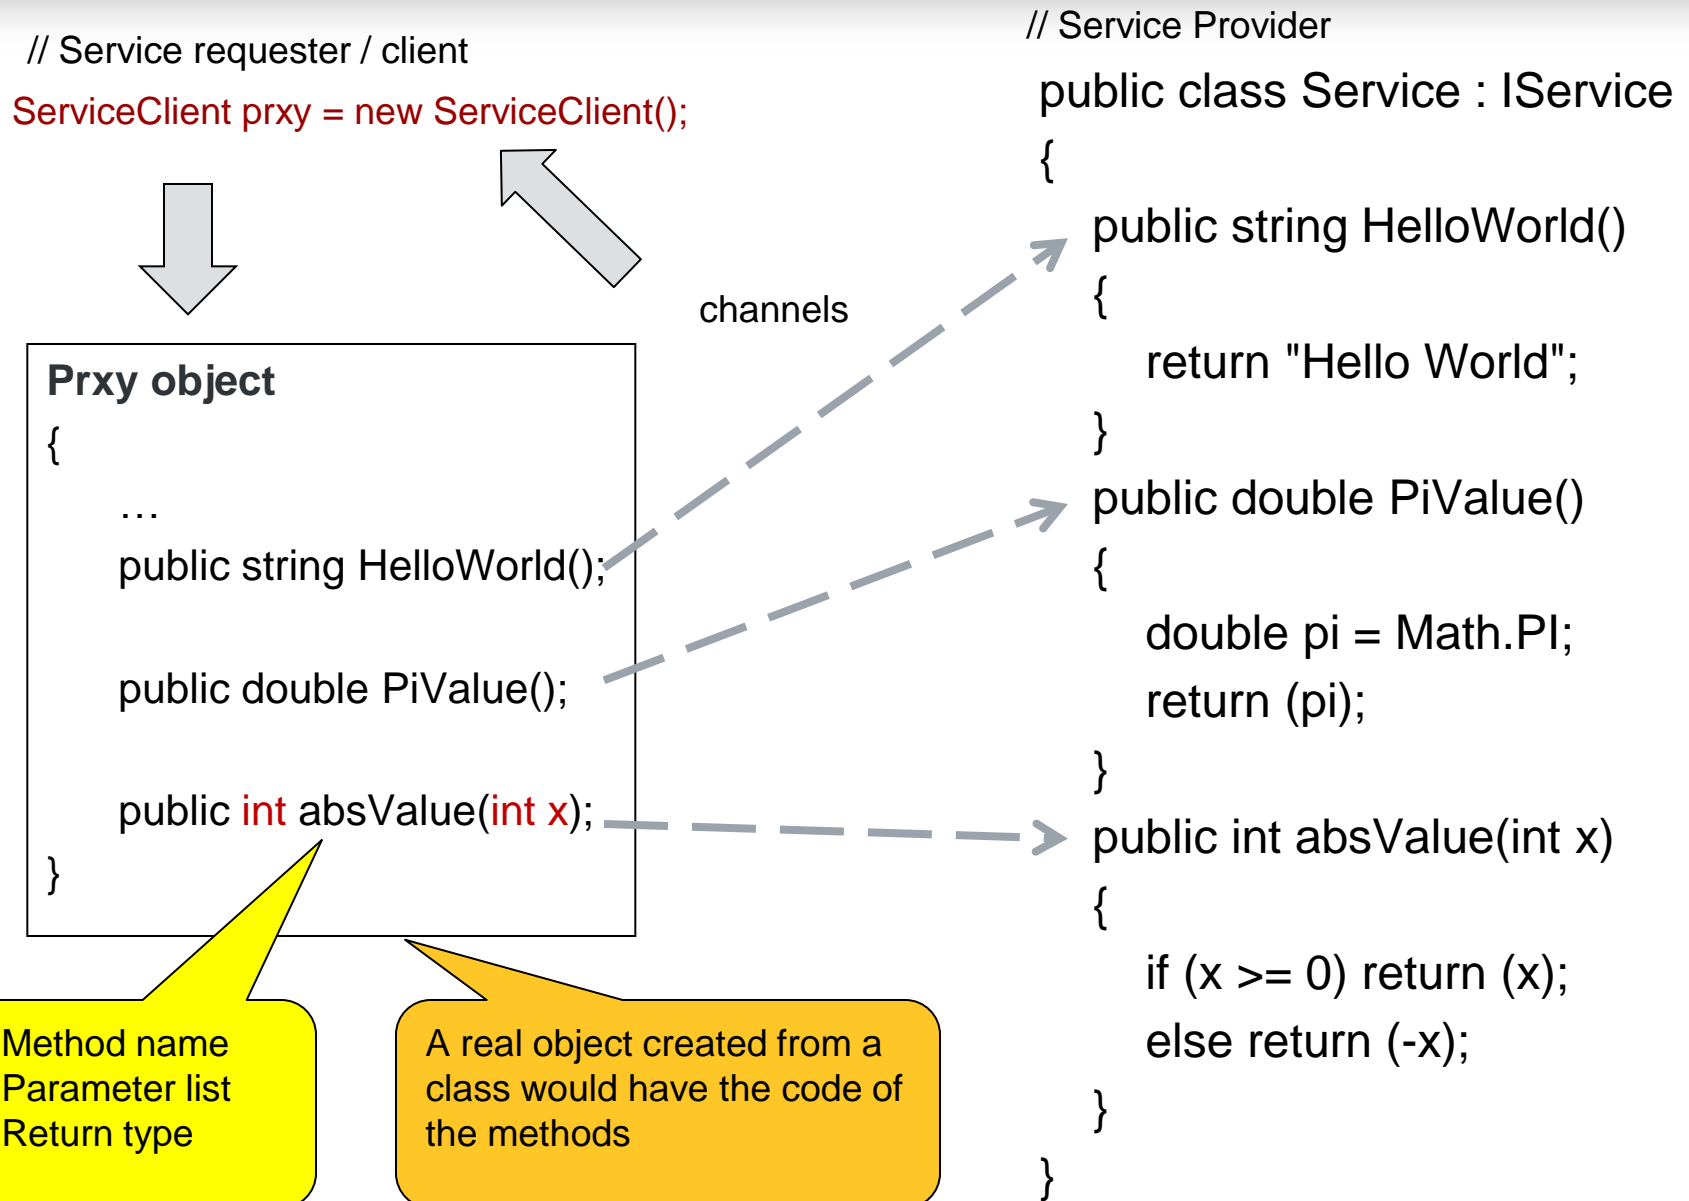 // Service requester / client
ServiceClient prxy = new ServiceClient();
Prxy object
{
…
public string HelloWorld();
public double PiValue();
public int absValue(int x);
}
Method name
Parameter list
Return type
A real object created from a
class would have the code of
the methods
channels
// Service Provider
public class Service : IService
{
public string HelloWorld()
{
return "Hello World";
}
public double PiValue()
{
double pi = Math.PI;
return (pi);
}
public int absValue(int x)
{
if (x >= 0) return (x);
else return (-x);
}
}